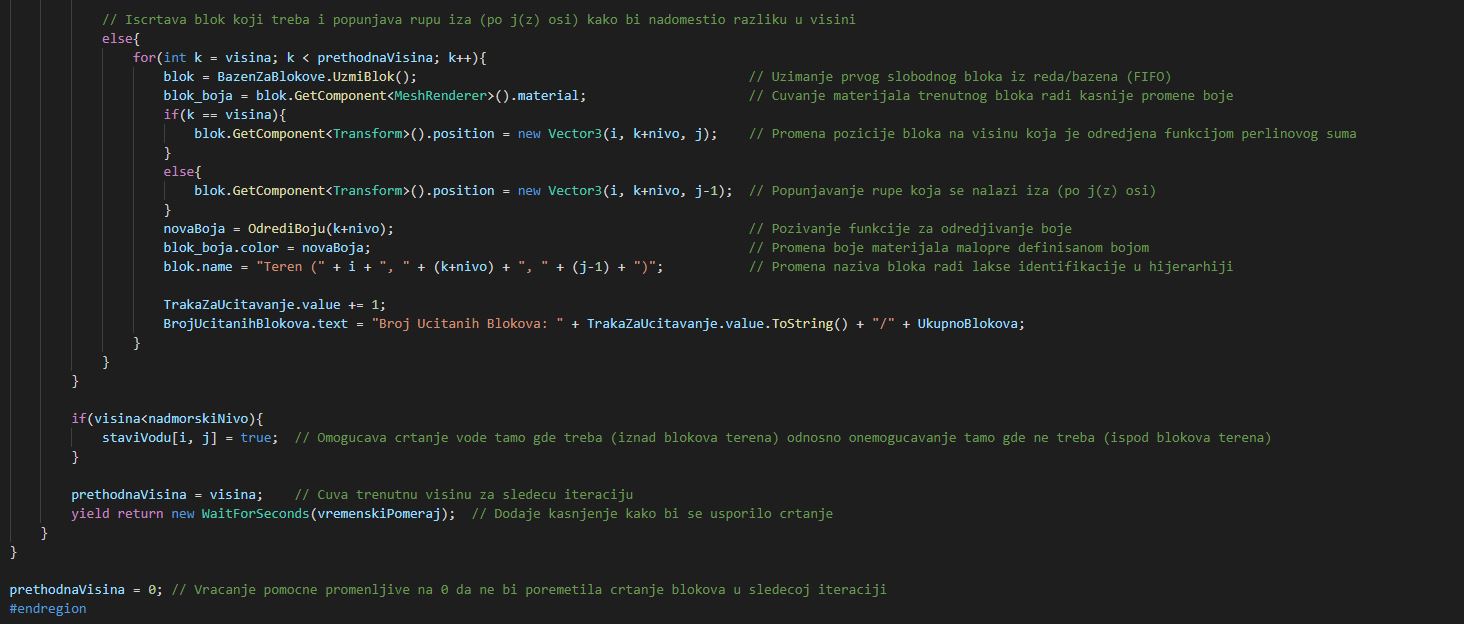 // Iscrtava blok koji treba i popunjava rupu iza (po j(z) osi) kako bi nadomestio razliku u visini
else{
for(int k = visina; k < prethodnaVisina; k++){
blok = BazenZaBlokove.UzmiBlok(); // Uzimanje prvog slobodnog bloka iz reda/bazena (FIFO)
blok_boja = blok.GetComponent<MeshRenderer>().material; // Cuvanje materijala trenutnog bloka radi kasnije promene boje
if(k == visina){
blok.GetComponent<Transform>().position = new Vector3(i, k+nivo, j); // Promena pozicije bloka na visinu koja je odredjena funkcijom perlinovog suma
}
else{
blok.GetComponent<Transform>().position = new Vector3(i, k+nivo, j-1); // Popunjavanje rupe koja se nalazi iza (po j(z) osi)
}
novaBoja = OdrediBoju(k+nivo); // Pozivanje funkcije za odredjivanje boje
blok_boja.color = novaBoja; // Promena boje materijala malopre definisanom bojom
blok.name = "Teren (" + i + ", " + (k+nivo) + ", " + (j-1) + ")"; // Promena naziva bloka radi lakse identifikacije u hijerarhiji
TrakaZaUcitavanje.value += 1;
BrojUcitanihBlokova.text = "Broj Ucitanih Blokova: " + TrakaZaUcitavanje.value.ToString() + "/" + UkupnoBlokova;
}
}
}
if(visina<nadmorskiNivo){
staviVodu[i, j] = true; // Omogucava crtanje vode tamo gde treba (iznad blokova terena) odnosno onemogucavanje tamo gde ne treba (ispod blokova terena)
}
prethodnaVisina = visina; // Cuva trenutnu visinu za sledecu iteraciju
yield return new WaitForSeconds(vremenskiPomeraj); // Dodaje kasnjenje kako bi se usporilo crtanje
}
}
prethodnaVisina = 0; // Vracanje pomocne promenljive na 0 da ne bi poremetila crtanje blokova u sledecoj iteraciji
#endregion